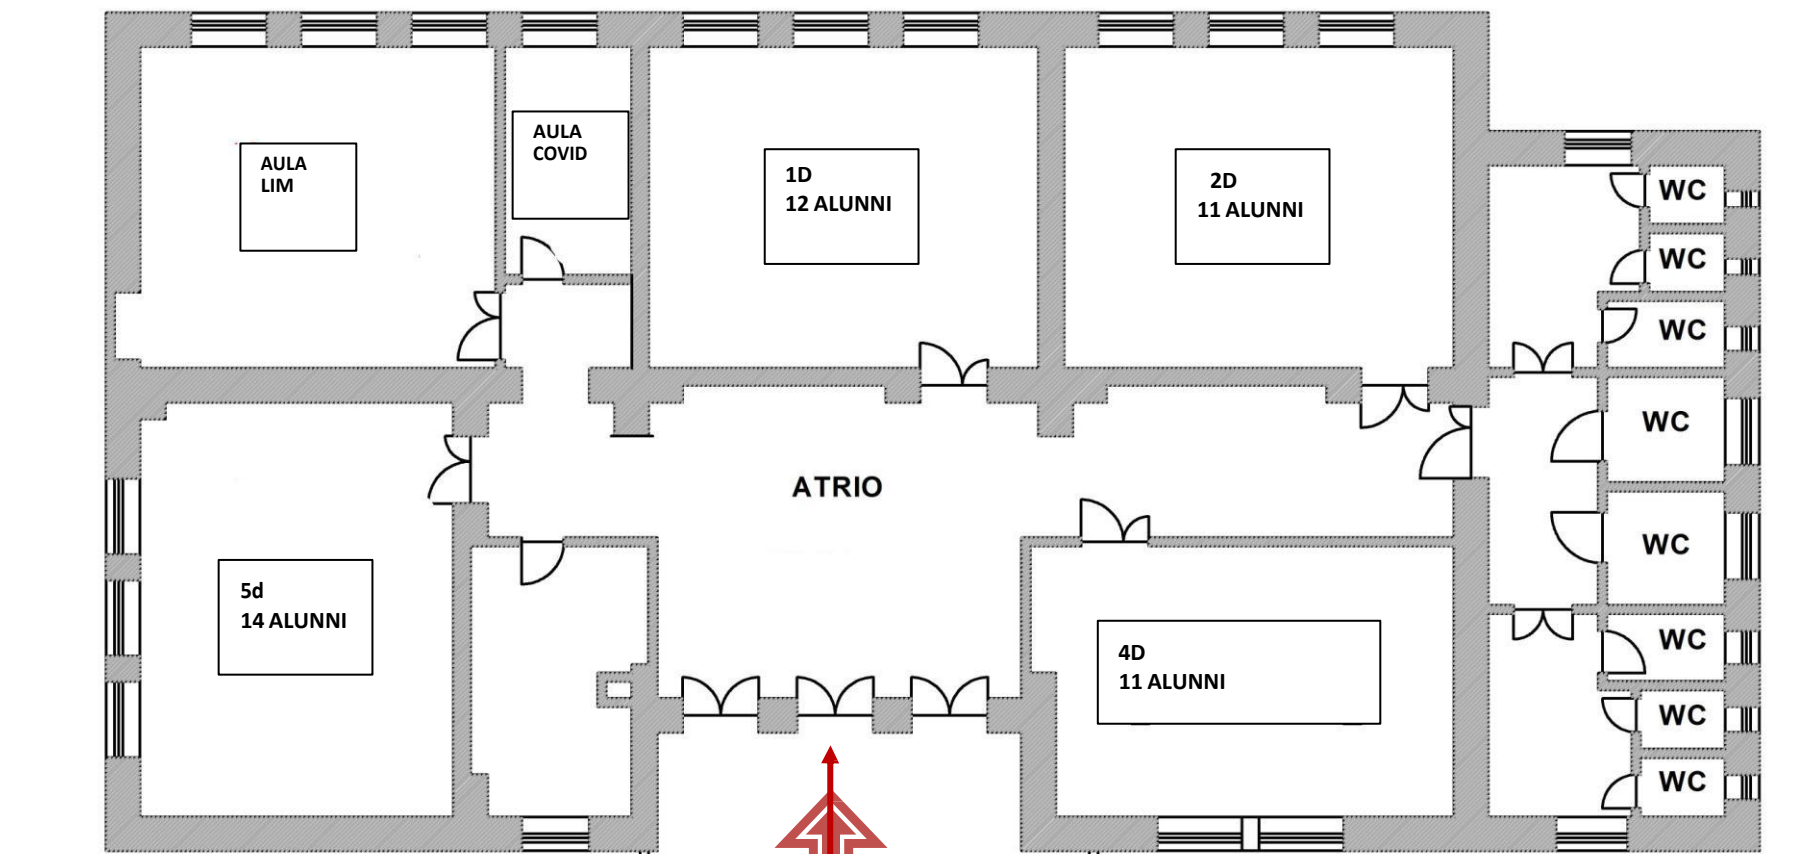 AULA
LIM
AULA
COVID
1D
12 ALUNNI
2D
11 ALUNNI
WC
WC
WC
WC
ATRIO
WC
5d
14 ALUNNI
4D
11 ALUNNI
WC
WC
WC